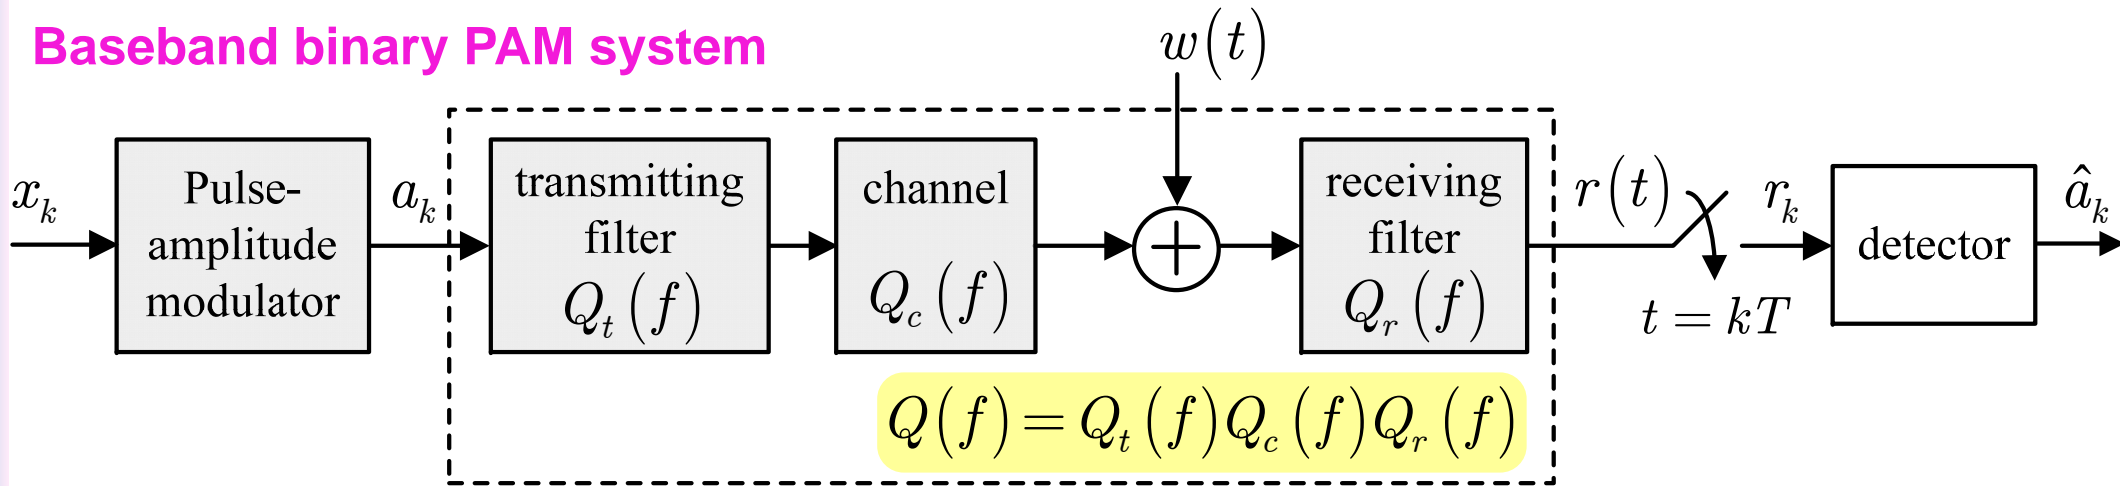 Baseband binary PAM system
w(t)
x_k
Pulse-
amplitude
modulator
a_k
transmitting
filter
Q_t(f)
channel
Q_c(f)
+
receiving
filter
Q_r(f)
r(t)
t = kT
r_k
detector
â_k
Q(f) = Q_t(f)Q_c(f)Q_r(f)